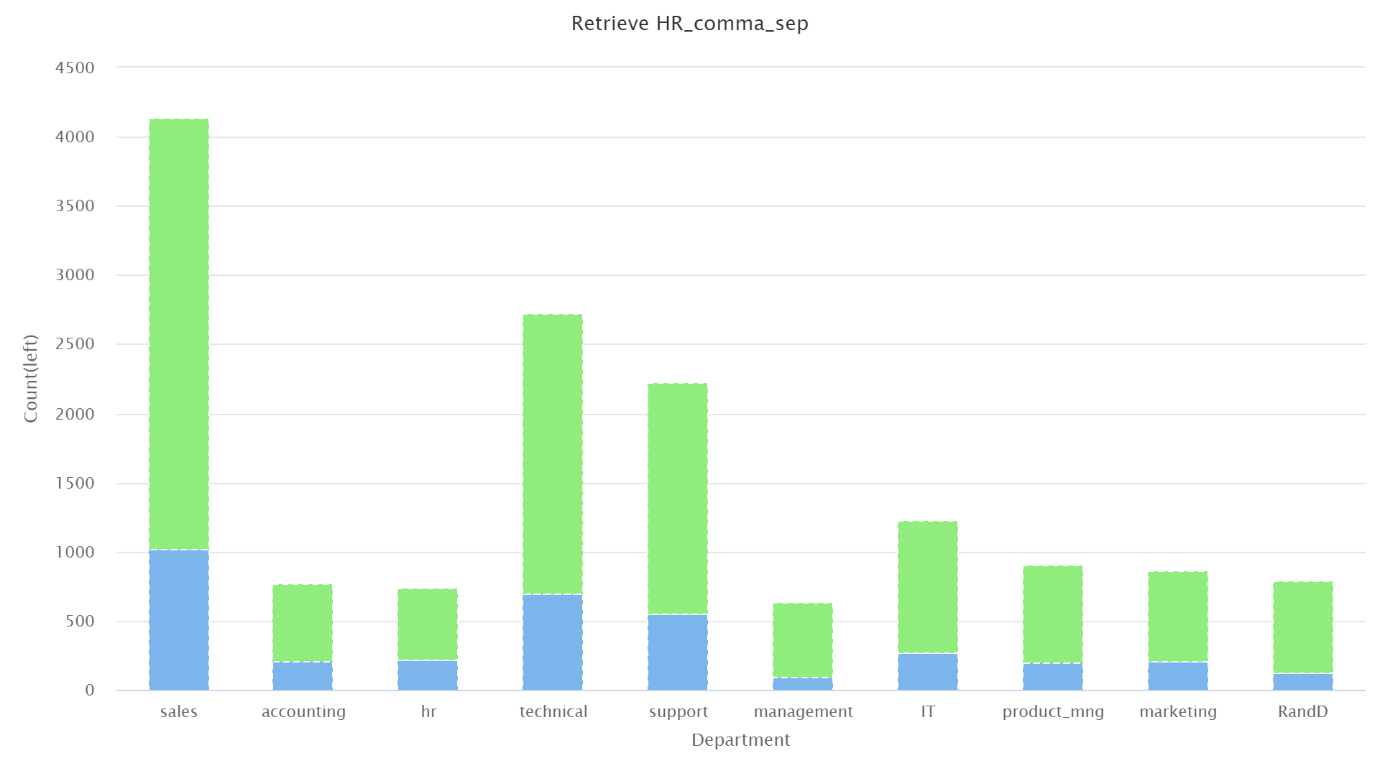 Retrieve HR_comma_sep
4500
4000
3500
3000
2500
2000
1500
1000
500
0
Count(left)
sales accounting hr technical support management IT product_mng marketing RandD
Department